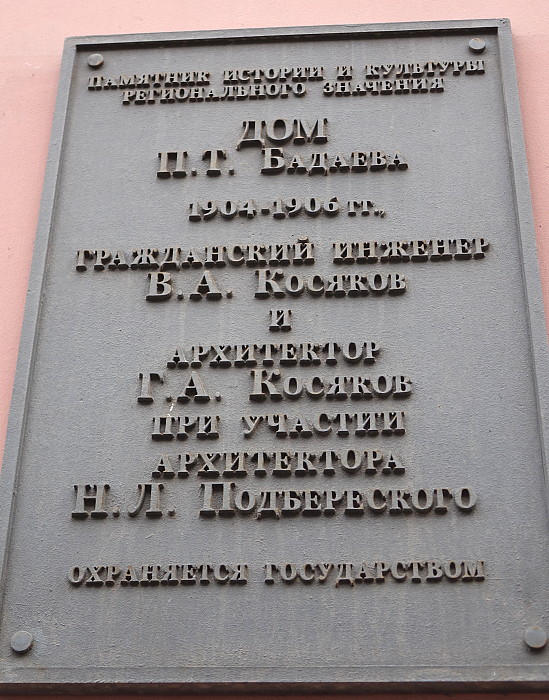 Памятник истории и культуры
регионального значения
ДОМ
П.Т. Бадаева
1904-1906 гг.,
гражданский инженер
В.А. Косяков
и
архитектор
Г.А. Косяков
при участии
архитектора
Н.Л. Подбереского
охраняется государством